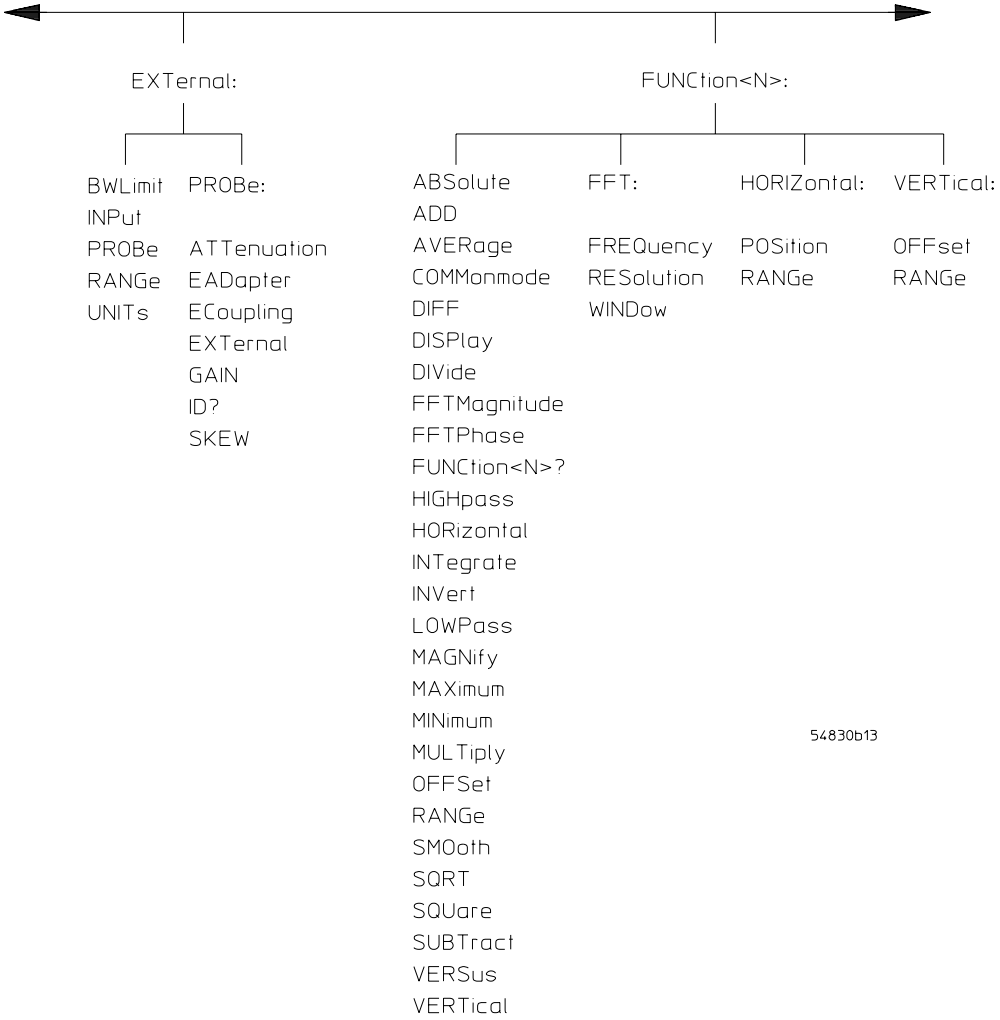 EXTernal:
FUNCtion<N>:
BWLimit
INPut
PROBe
RANGe
UNITs
PROBe:
ATTenuation
EADapter
ECoupling
EXTernal
GAIN
ID?
SKEW
ABSolute
ADD
AVERage
COMMonmode
DIFF
DISPlay
DIVide
FFTMagnitude
FFTPhase
FUNCtion<N>?
HIGHpass
HORizontal
INTegrate
INVert
LOWPass
MAGNify
MAXimum
MINimum
MULTiply
OFFSet
RANGe
SMOoth
SQRT
SQUare
SUBTract
VERSus
VERTical
FFT:
FREQuency
RESolution
WINDow
HORIZontal:
POSition
RANGe
VERTical:
OFFset
RANGe
54830b13